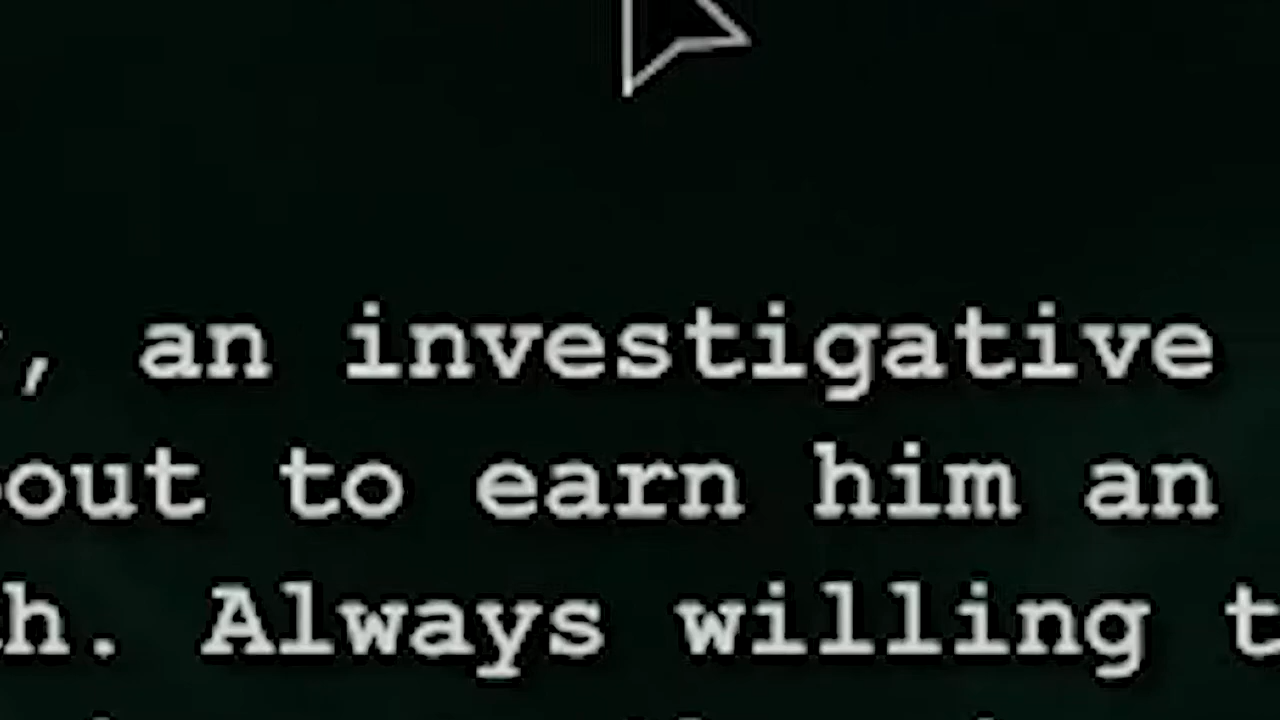 , an investigative
out to earn him an
h. Always willing t